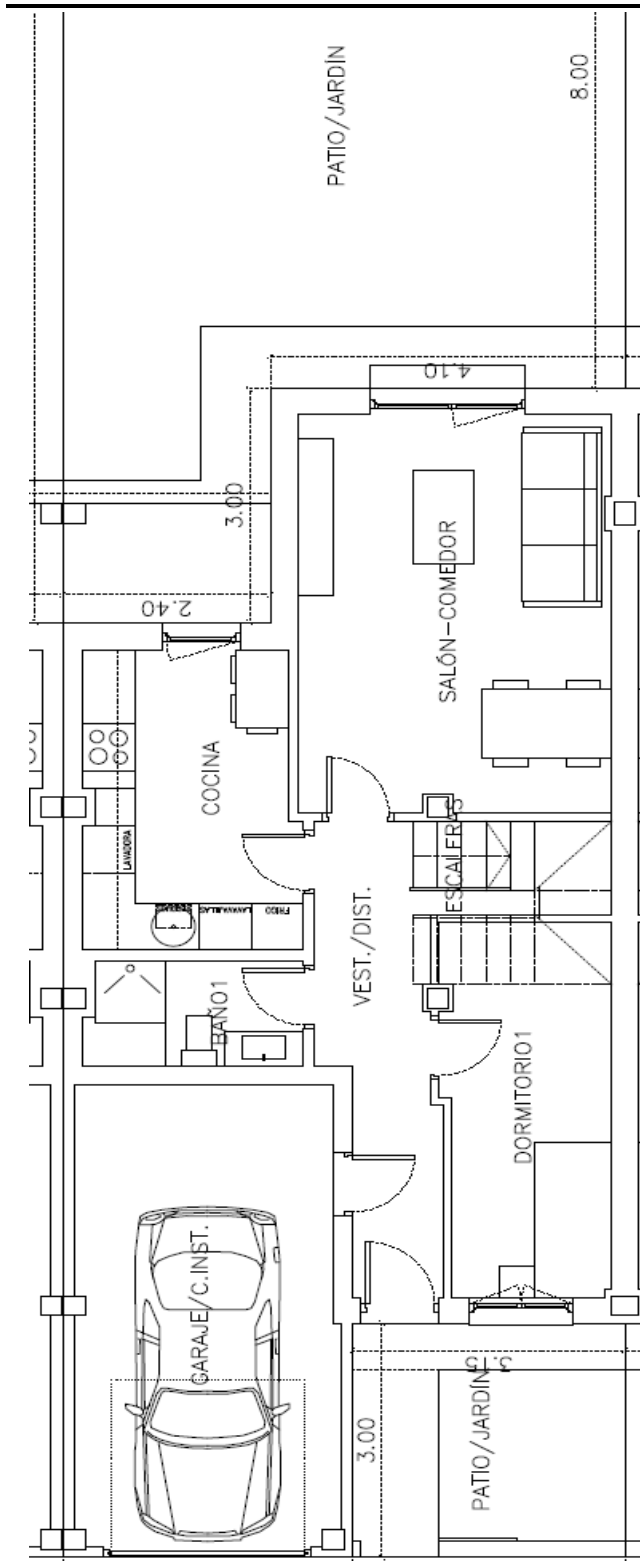 PATIO/JARDÍN
8.00
4.10
3.00
2.40
SALÓN-COMEDOR
COCINA
LAVADORA
ESCALERAS
FRIGO
LAVAVAJILLAS
VEST./DIST.
BAÑO1
DORMITORIO1
GARAJE/C.INST.
PATIO/JARDÍN
3.00